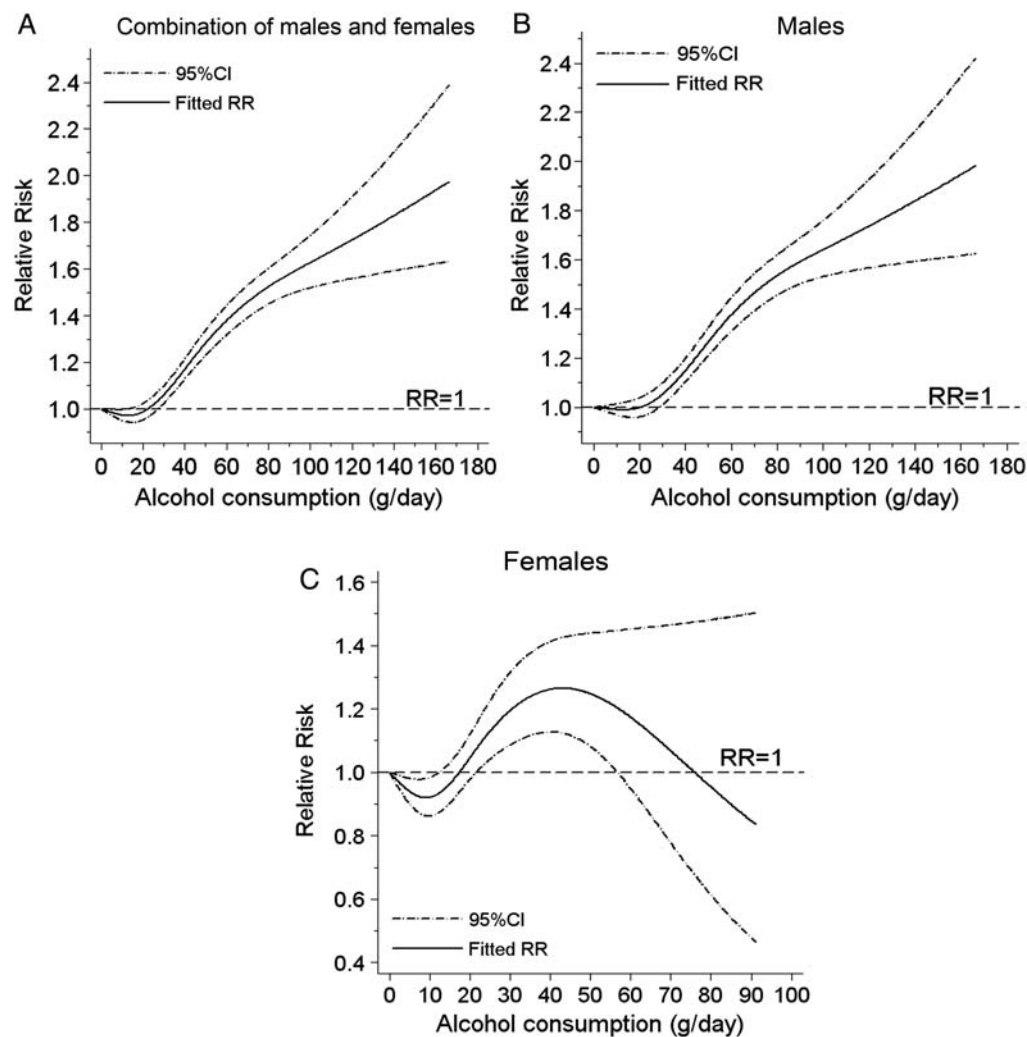 A
Combination of males and females
95%CI
Fitted RR
2.4
2.2
2.0
1.8
1.6
1.4
1.2
1.0
Relative Risk
RR=1
0 20 40 60 80 100 120 140 160 180
Alcohol consumption (g/day)
B
Males
95%CI
Fitted RR
2.4
2.2
2.0
1.8
1.6
1.4
1.2
1.0
Relative Risk
RR=1
0 20 40 60 80 100 120 140 160 180
Alcohol consumption (g/day)
C
Females
1.6
1.4
1.2
1.0
0.8
0.6
0.4
Relative Risk
RR=1
95%CI
Fitted RR
0 10 20 30 40 50 60 70 80 90 100
Alcohol consumption (g/day)